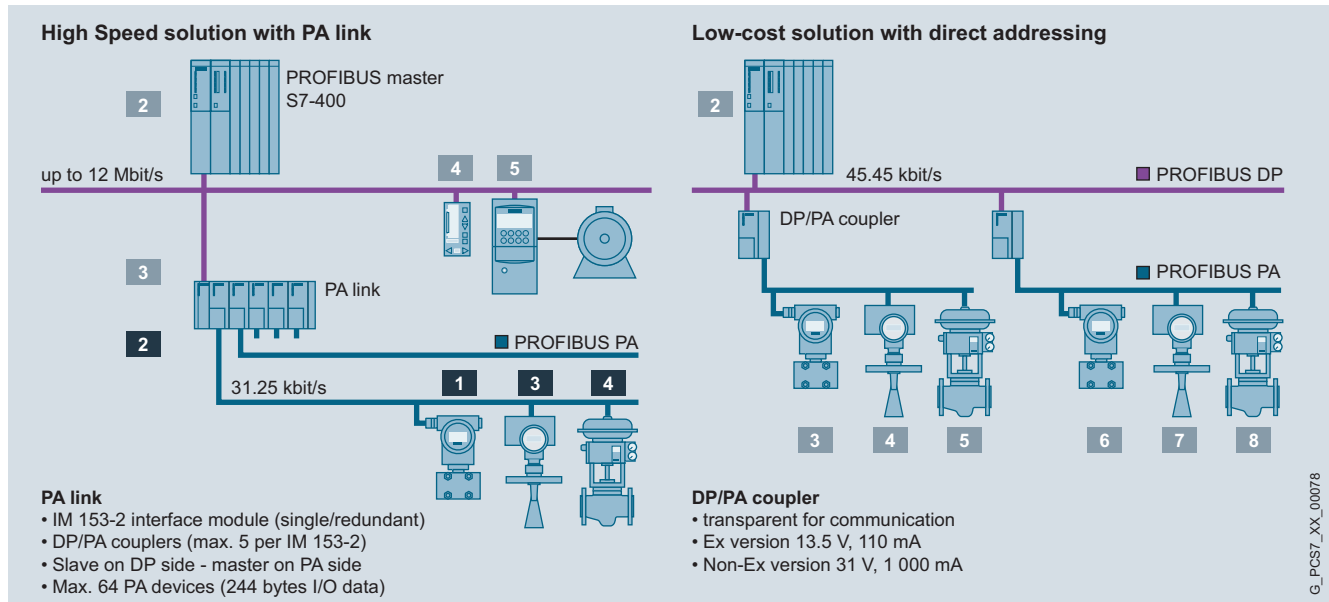 High Speed solution with PA link
PROFIBUS master
S7-400
2
up to 12 Mbit/s
4
5
3
PA link
2
PROFIBUS PA
31.25 kbit/s
1
3
4
PA link
• IM 153-2 interface module (single/redundant)
• DP/PA couplers (max. 5 per IM 153-2)
• Slave on DP side - master on PA side
• Max. 64 PA devices (244 bytes I/O data)
Low-cost solution with direct addressing
2
45.45 kbit/s
PROFIBUS DP
DP/PA coupler
PROFIBUS PA
3
4
5
6
7
8
DP/PA coupler
• transparent for communication
• Ex version 13.5 V, 110 mA
• Non-Ex version 31 V, 1 000 mA
G_PCS7_XX_00078